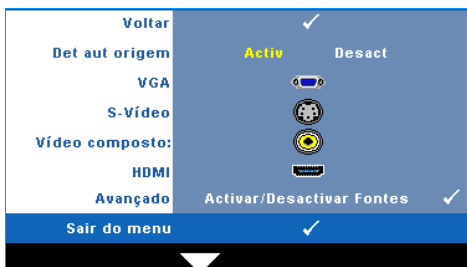 Voltar
Det aut origem Activ Desact
VGA
S-Vídeo
Vídeo composto:
HDMI
Avançado Activar/Desactivar Fontes
Sair do menu